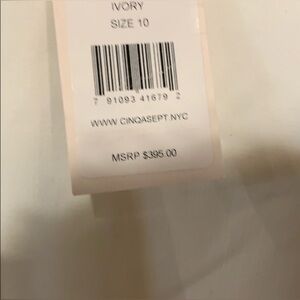 IVORY
SIZE 10
7 91093 41679 2
WWW.CINQASEPT.NYC
MSRP $395.00